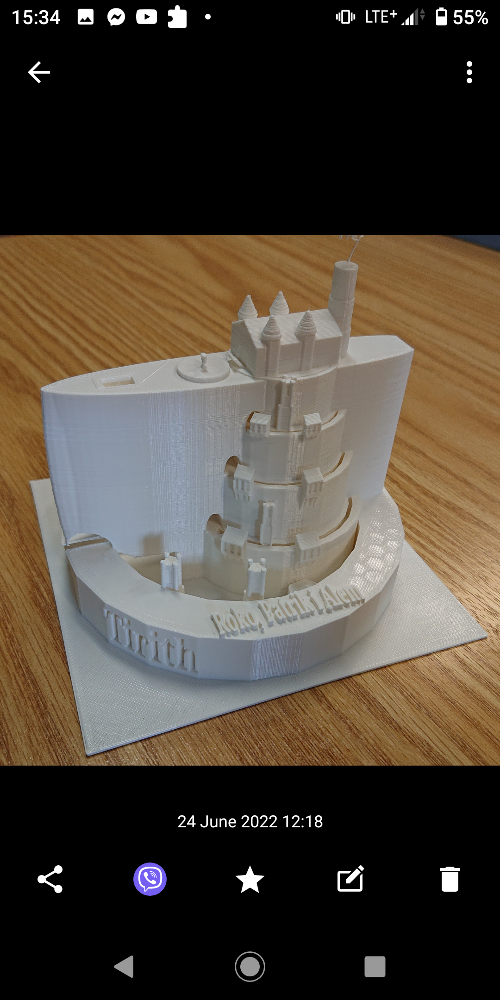 15:34
LTE+
55%
Tirith
Roko, Patrik i Alem
24 June 2022 12:18